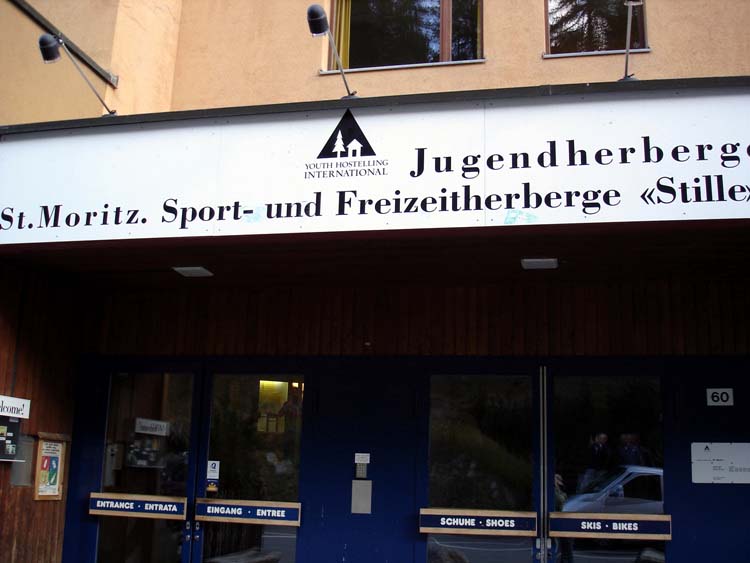 YOUTH HOSTELLING
INTERNATIONAL
Jugendherberge
St. Moritz. Sport- und Freizeitherberge «Stille»
60
elcome!
ENTRANCE · ENTRATA
EINGANG · ENTREE
SCHUHE · SHOES
SKIS · BIKES